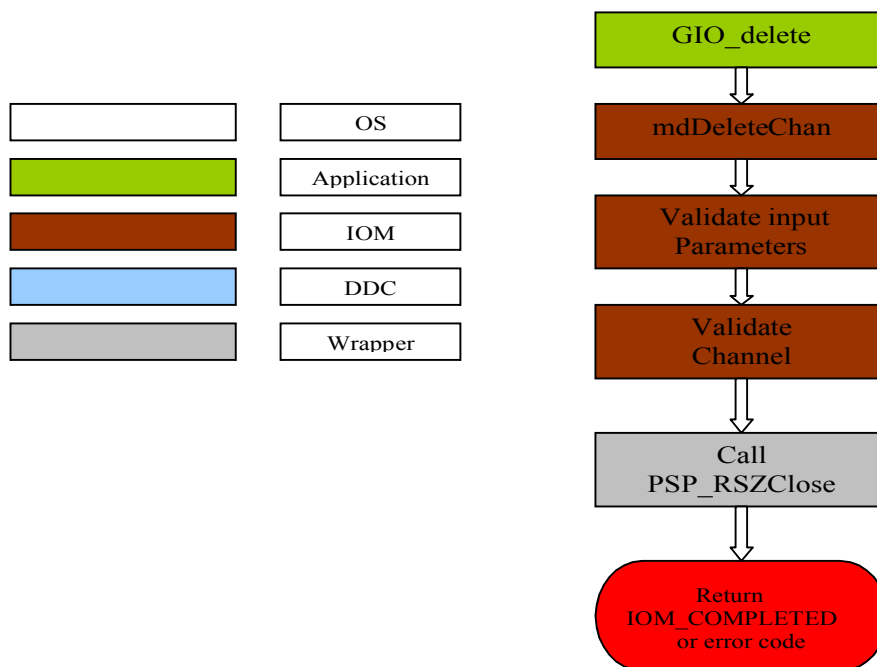 OS
Application
IOM
DDC
Wrapper
GIO_delete
mdDeleteChan
Validate input
Parameters
Validate
Channel
Call
PSP_RSZClose
Return
IOM_COMPLETED
or error code